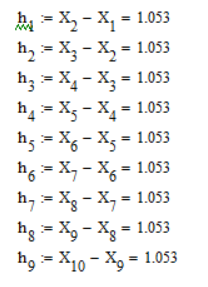 h₁ := X₂ − X₁ = 1.053
h₂ := X₃ − X₂ = 1.053
h₃ := X₄ − X₃ = 1.053
h₄ := X₅ − X₄ = 1.053
h₅ := X₆ − X₅ = 1.053
h₆ := X₇ − X₆ = 1.053
h₇ := X₈ − X₇ = 1.053
h₈ := X₉ − X₈ = 1.053
h₉ := X₁₀ − X₉ = 1.053